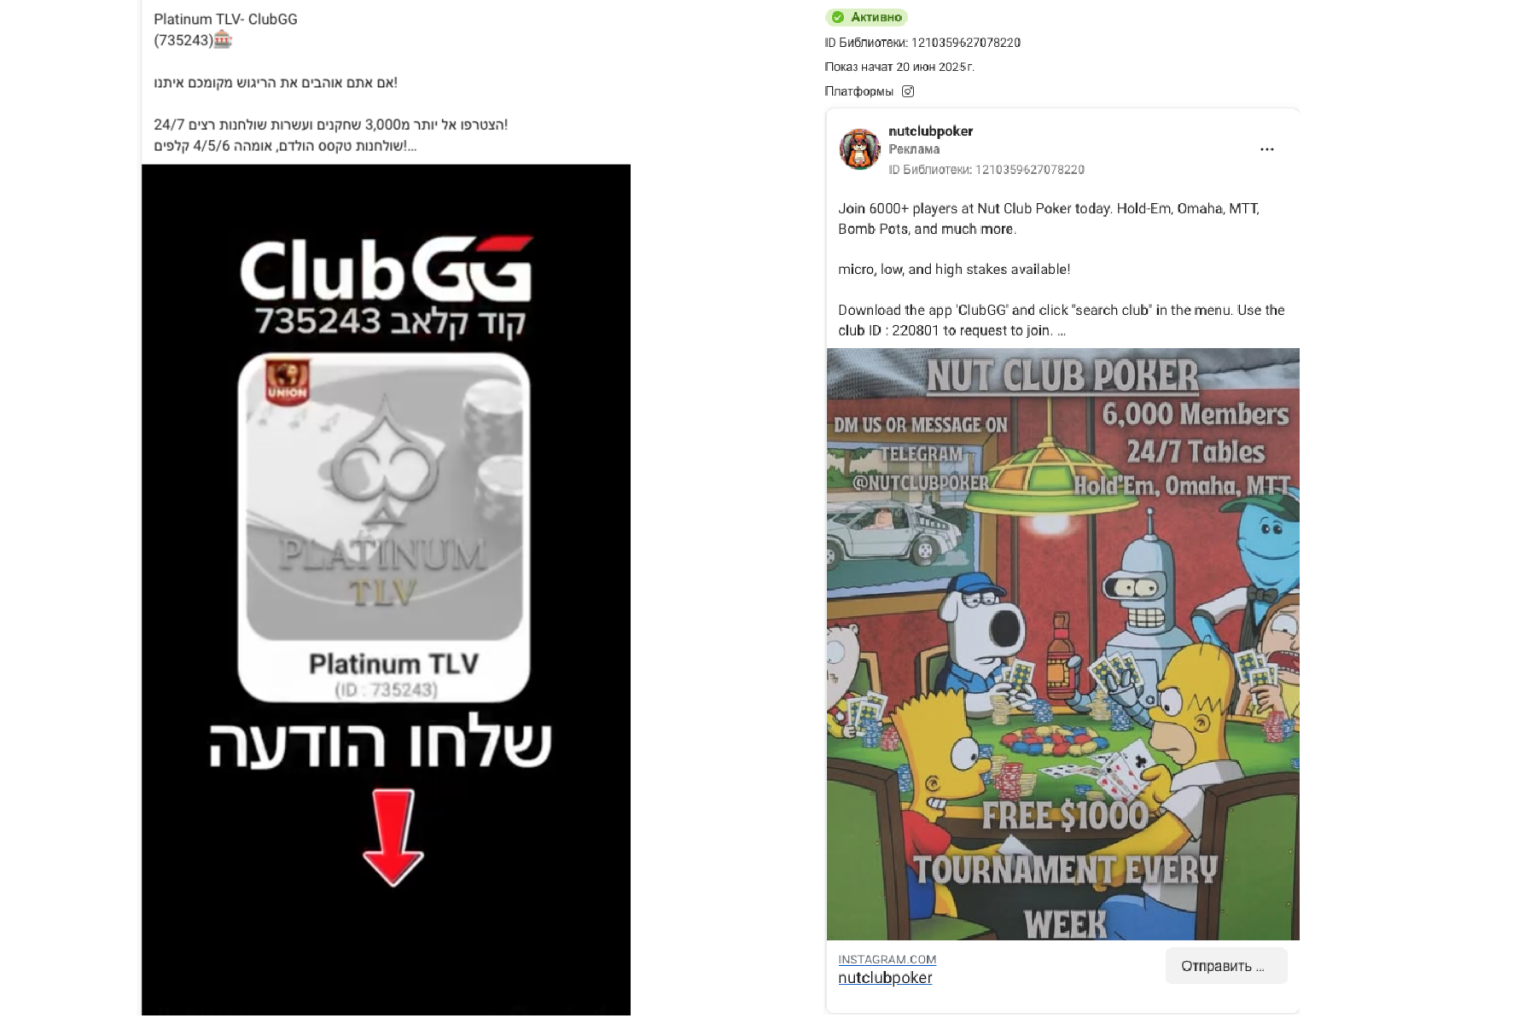 Platinum TLV- ClubGG
(735243)
אם אתם אוהבים את הריגוש מקומכם איתנו!
הצטרפו אל יותר מ3,000 שחקנים ועשרות שולחנות רצים 24/7!
שולחנות טקסס הולדם, אומהה 4/5/6 קלפים!...
ClubGG
קוד קלאב 735243
UNION
PLATINUM
TLV
Platinum TLV
(ID : 735243)
שלחו הודעה
Активно
ID Библиотеки: 1210359627078220
Показ начат 20 июн 2025 г.
Платформы
nutclubpoker
Реклама
ID Библиотеки: 1210359627078220
Join 6000+ players at Nut Club Poker today. Hold-Em, Omaha, MTT,
Bomb Pots, and much more.
micro, low, and high stakes available!
Download the app 'ClubGG' and click "search club" in the menu. Use the
club ID : 220801 to request to join. ...
NUT CLUB POKER
6,000 Members
DM US OR MESSAGE ON
24/7 Tables
TELEGRAM
@NUTCLUBPOKER
Hold'Em, Omaha, MTT
FREE $1000
TOURNAMENT EVERY
WEEK
INSTAGRAM.COM
nutclubpoker
Отправить ...